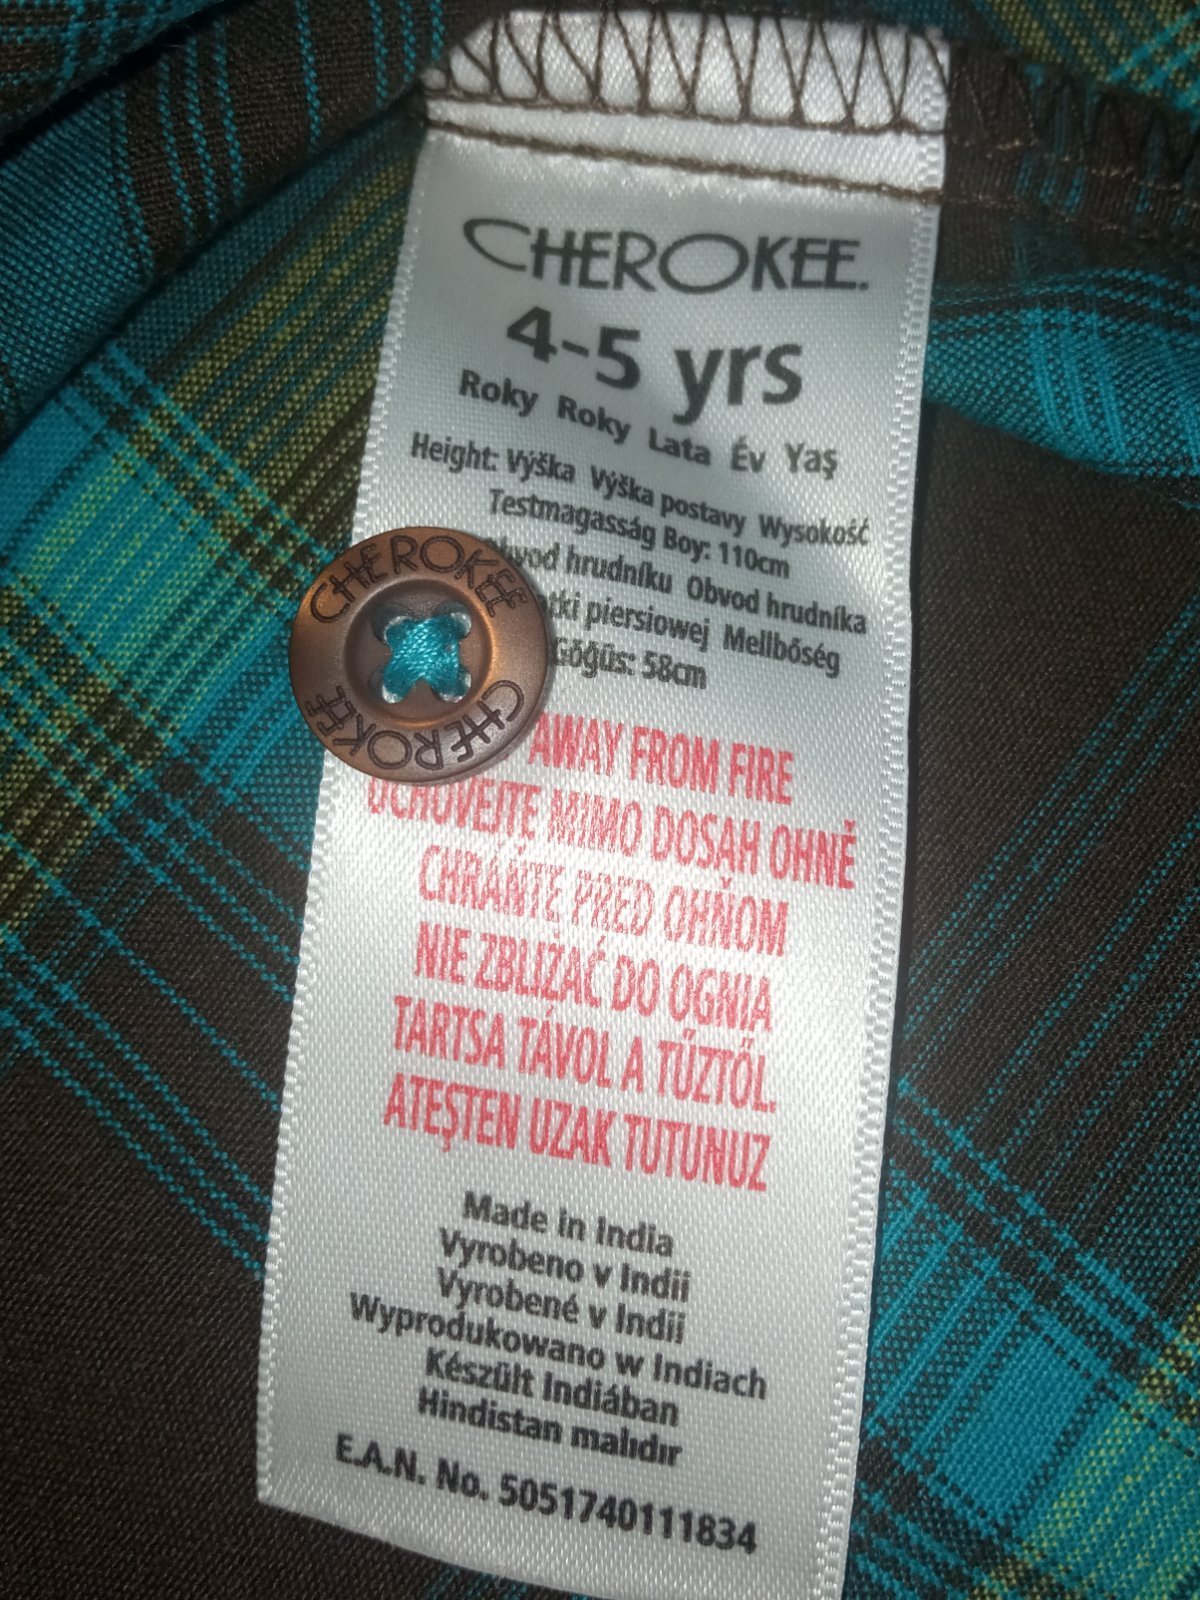 CHEROKEE.
4-5 yrs
Roky Roky Lata Év Yaş
Height: Výška Výška postavy Wysokość
Testmagasság Boy: 110cm
hrudníku Obvod hrudníka
piersiowej Mellbőség
Göğüs: 58cm
CHEROKEE
CHEROKEE
AWAY FROM FIRE
UCHOVEJTE MIMO DOSAH OHNĚ
CHRÁŇTE PRED OHŇOM
NIE ZBLIŻAĆ DO OGNIA
TARTSA TÁVOL A TŰZTŐL.
ATEŞTEN UZAK TUTUNUZ
Made in India
Vyrobeno v Indii
Vyrobené v Indii
Wyprodukowano w Indiach
Készült Indiában
Hindistan malıdır
E.A.N. No. 5051740111834